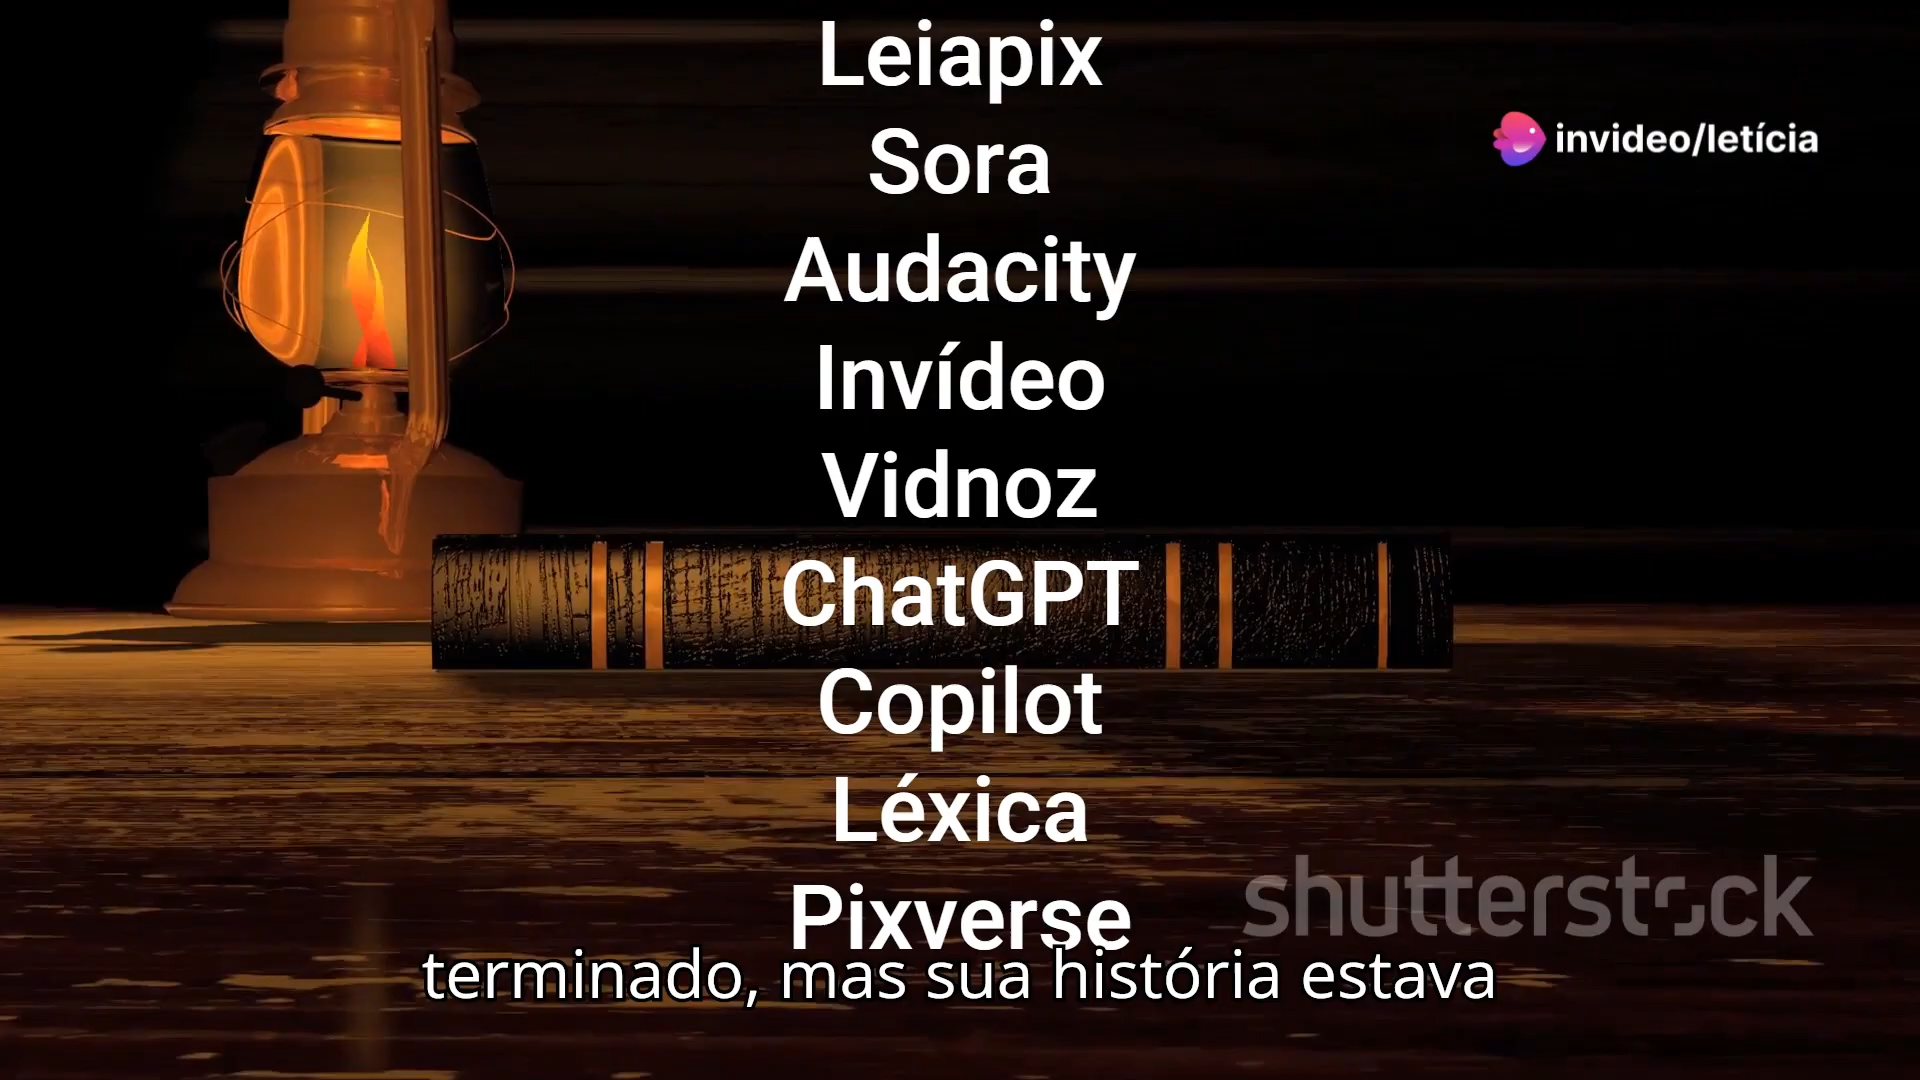 Leiapix
Sora
invideo/letícia
Audacity
Invídeo
Vidnoz
ChatGPT
Copilot
Léxica
Pixverse
shutterstock
terminado, mas sua história estava